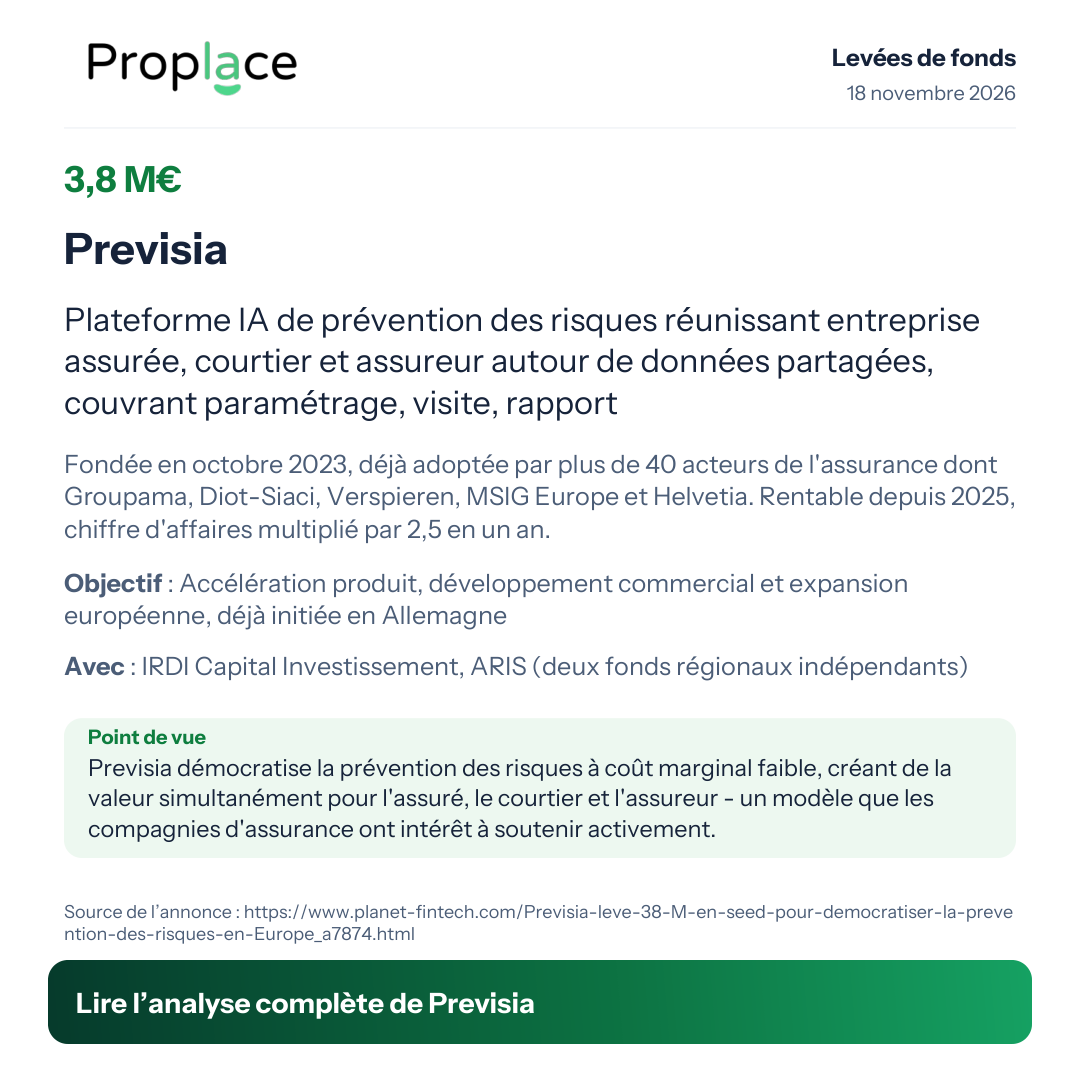 Proplace
Levées de fonds
18 novembre 2026
3,8 M€
Previsia
Plateforme IA de prévention des risques réunissant entreprise
assurée, courtier et assureur autour de données partagées,
couvrant paramétrage, visite, rapport
Fondée en octobre 2023, déjà adoptée par plus de 40 acteurs de l'assurance dont
Groupama, Diot-Siaci, Verspieren, MSIG Europe et Helvetia. Rentable depuis 2025,
chiffre d'affaires multiplié par 2,5 en un an.
Objectif : Accélération produit, développement commercial et expansion
européenne, déjà initiée en Allemagne
Avec : IRDI Capital Investissement, ARIS (deux fonds régionaux indépendants)
Point de vue
Previsia démocratise la prévention des risques à coût marginal faible, créant de la
valeur simultanément pour l'assuré, le courtier et l'assureur - un modèle que les
compagnies d'assurance ont intérêt à soutenir activement.
Source de l’annonce : https://www.planet-fintech.com/Previsia-leve-38-M-en-seed-pour-democratiser-la-preve
ntion-des-risques-en-Europe_a7874.html
Lire l’analyse complète de Previsia